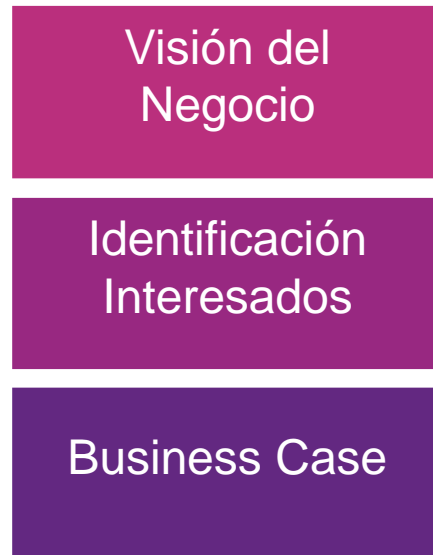 Visión del
Negocio
Identificación
Interesados
Business Case